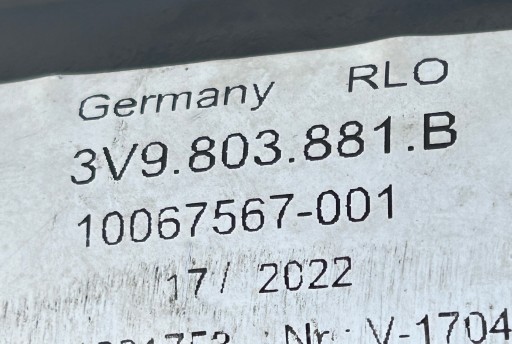 Germany RLO
3V9.803.881.B
10067567-001
17/ 2022
Nr.: V-1704